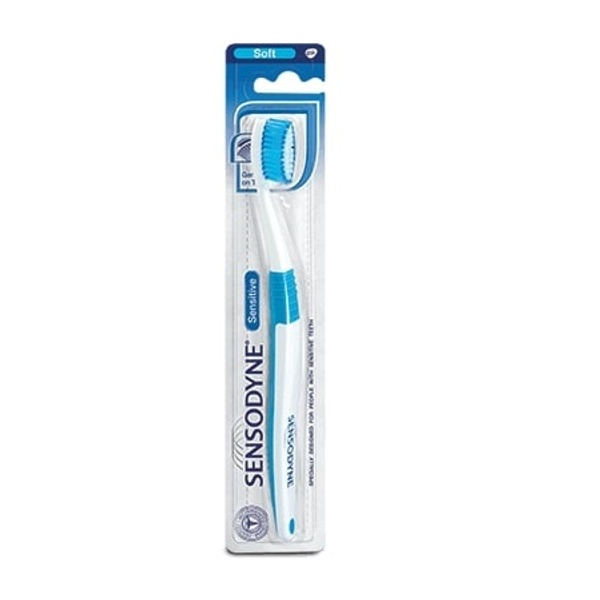 Soft
Sensitive
SENSODYNE®
SENSODYNE
SPECIALLY DESIGNED FOR PEOPLE WITH SENSITIVE TEETH